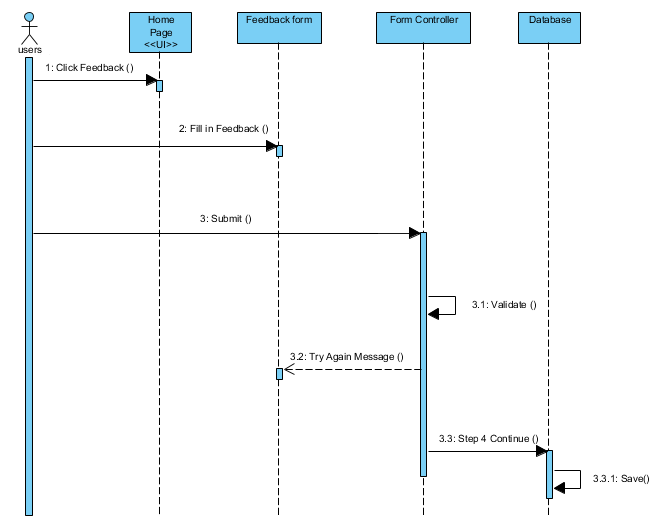 Home
Page
<<UI>>
Feedback form
Form Controller
Database
users
1: Click Feedback ()
2: Fill in Feedback ()
3: Submit ()
3.1: Validate ()
3.2: Try Again Message ()
3.3: Step 4 Continue ()
3.3.1: Save()